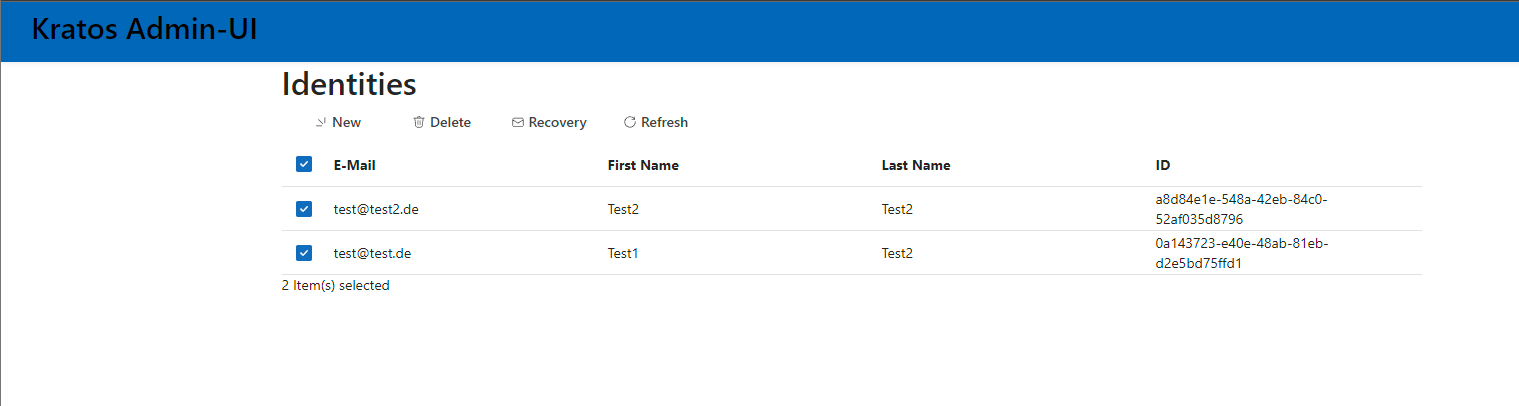 Kratos Admin-UI
Identities
New Delete Recovery Refresh
E-Mail First Name Last Name ID
test@test2.de Test2 Test2 a8d84e1e-548a-42eb-84c0-
52af035d8796
test@test.de Test1 Test2 0a143723-e40e-48ab-81eb-
d2e5bd75ffd1
2 Item(s) selected